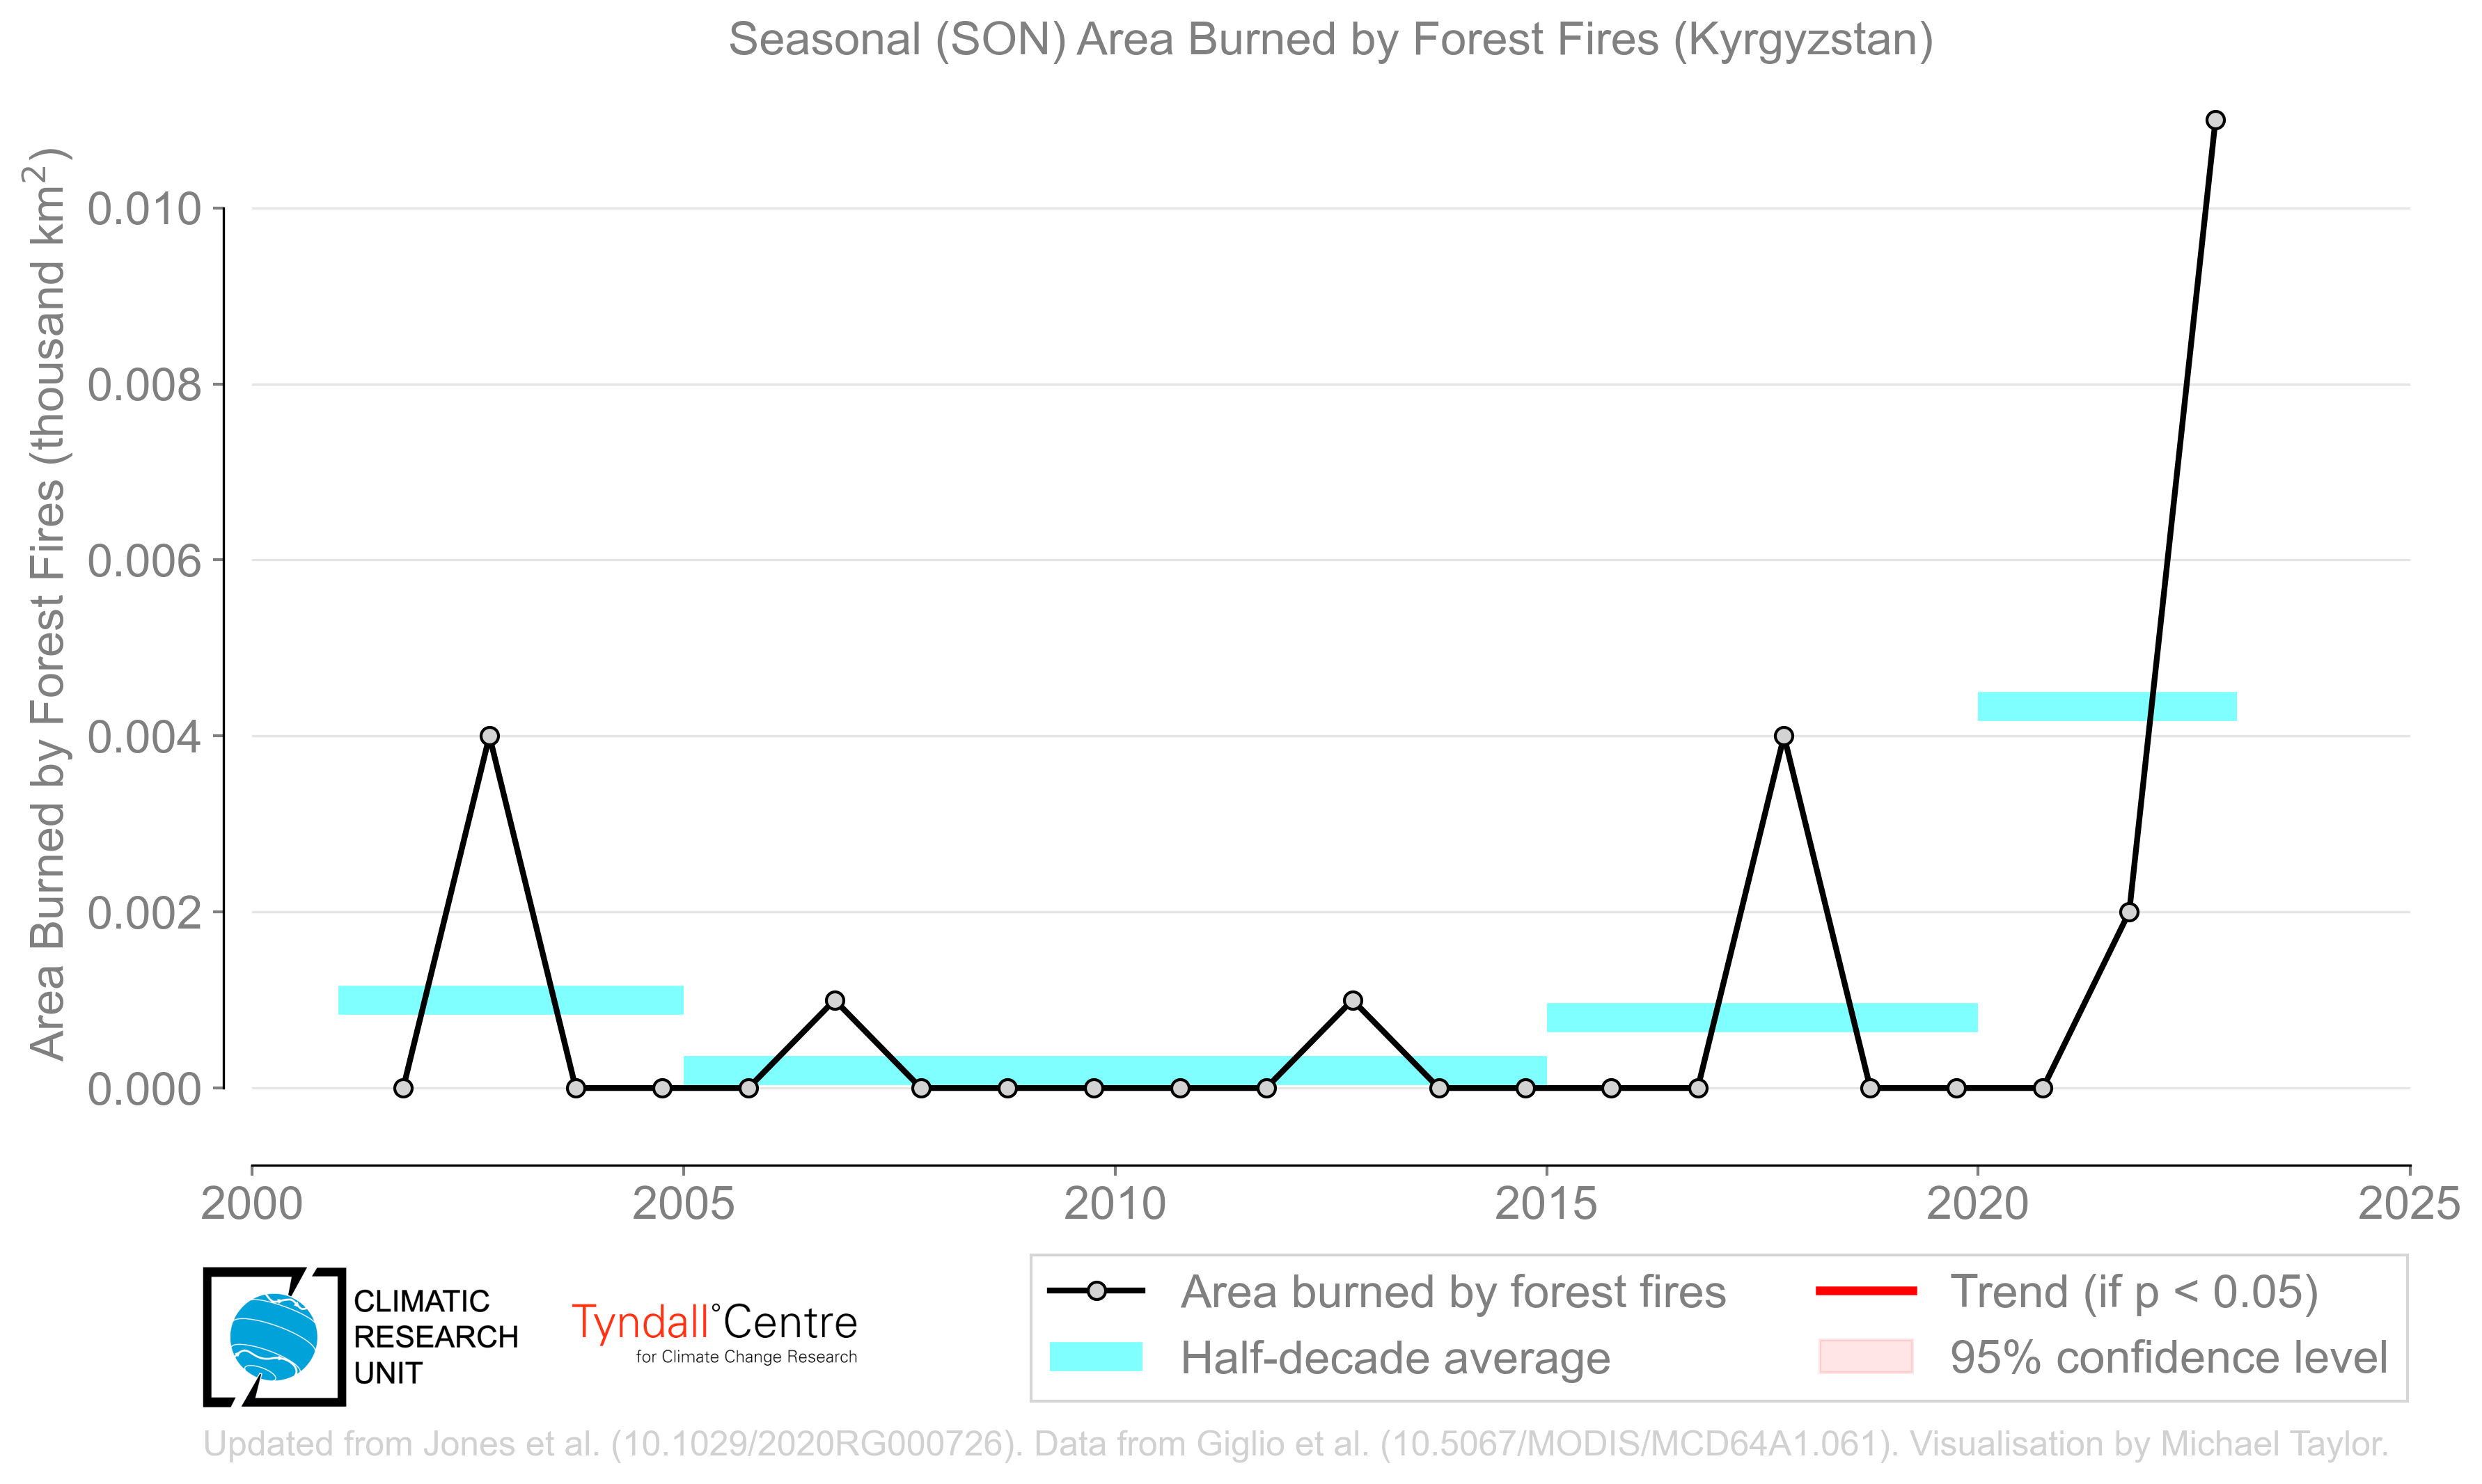 Seasonal (SON) Area Burned by Forest Fires (Kyrgyzstan)
Area Burned by Forest Fires (thousand km²)
0.010
0.008
0.006
0.004
0.002
0.000
2000 2005 2010 2015 2020 2025
CLIMATIC
RESEARCH
UNIT
Tyndall°Centre
for Climate Change Research
Area burned by forest fires
Half-decade average
Trend (if p < 0.05)
95% confidence level
Updated from Jones et al. (10.1029/2020RG000726). Data from Giglio et al. (10.5067/MODIS/MCD64A1.061). Visualisation by Michael Taylor.